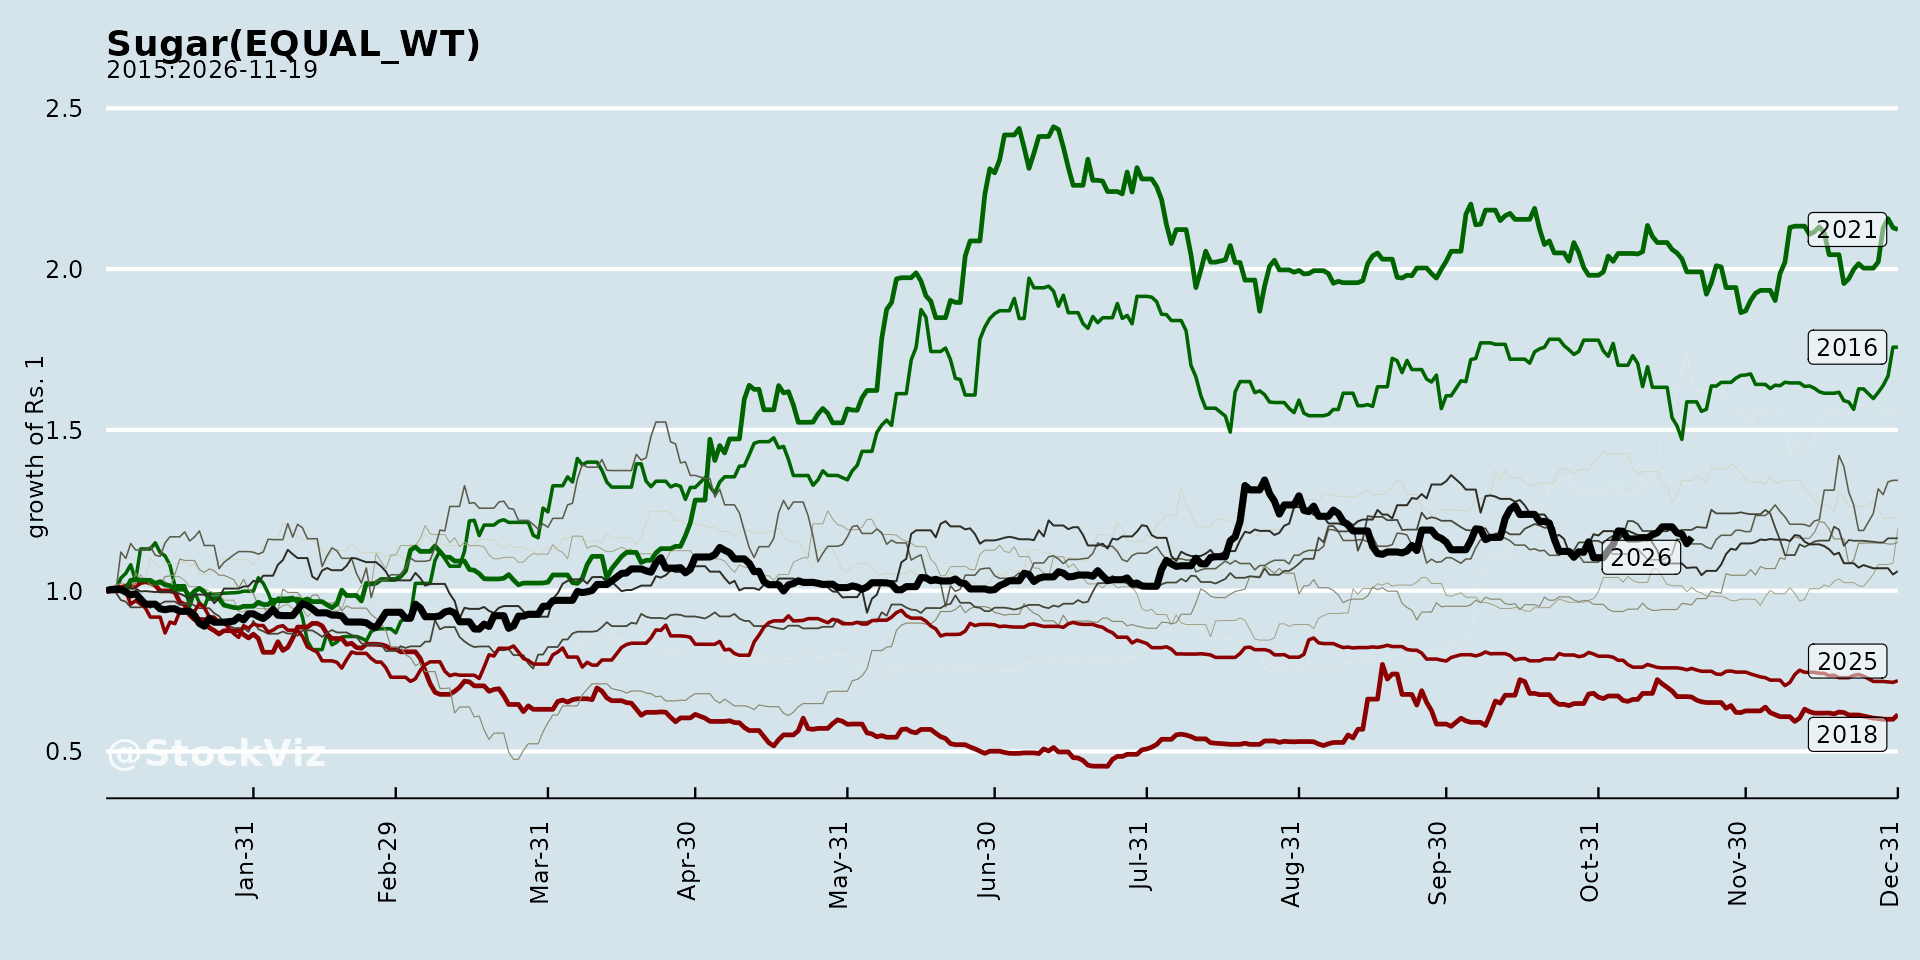 Sugar(EQUAL_WT)
2015:2026-11-19
growth of Rs. 1
2.5
2.0
1.5
1.0
0.5
2021
2016
2026
2025
2018
@StockViz
Jan-31
Feb-29
Mar-31
Apr-30
May-31
Jun-30
Jul-31
Aug-31
Sep-30
Oct-31
Nov-30
Dec-31